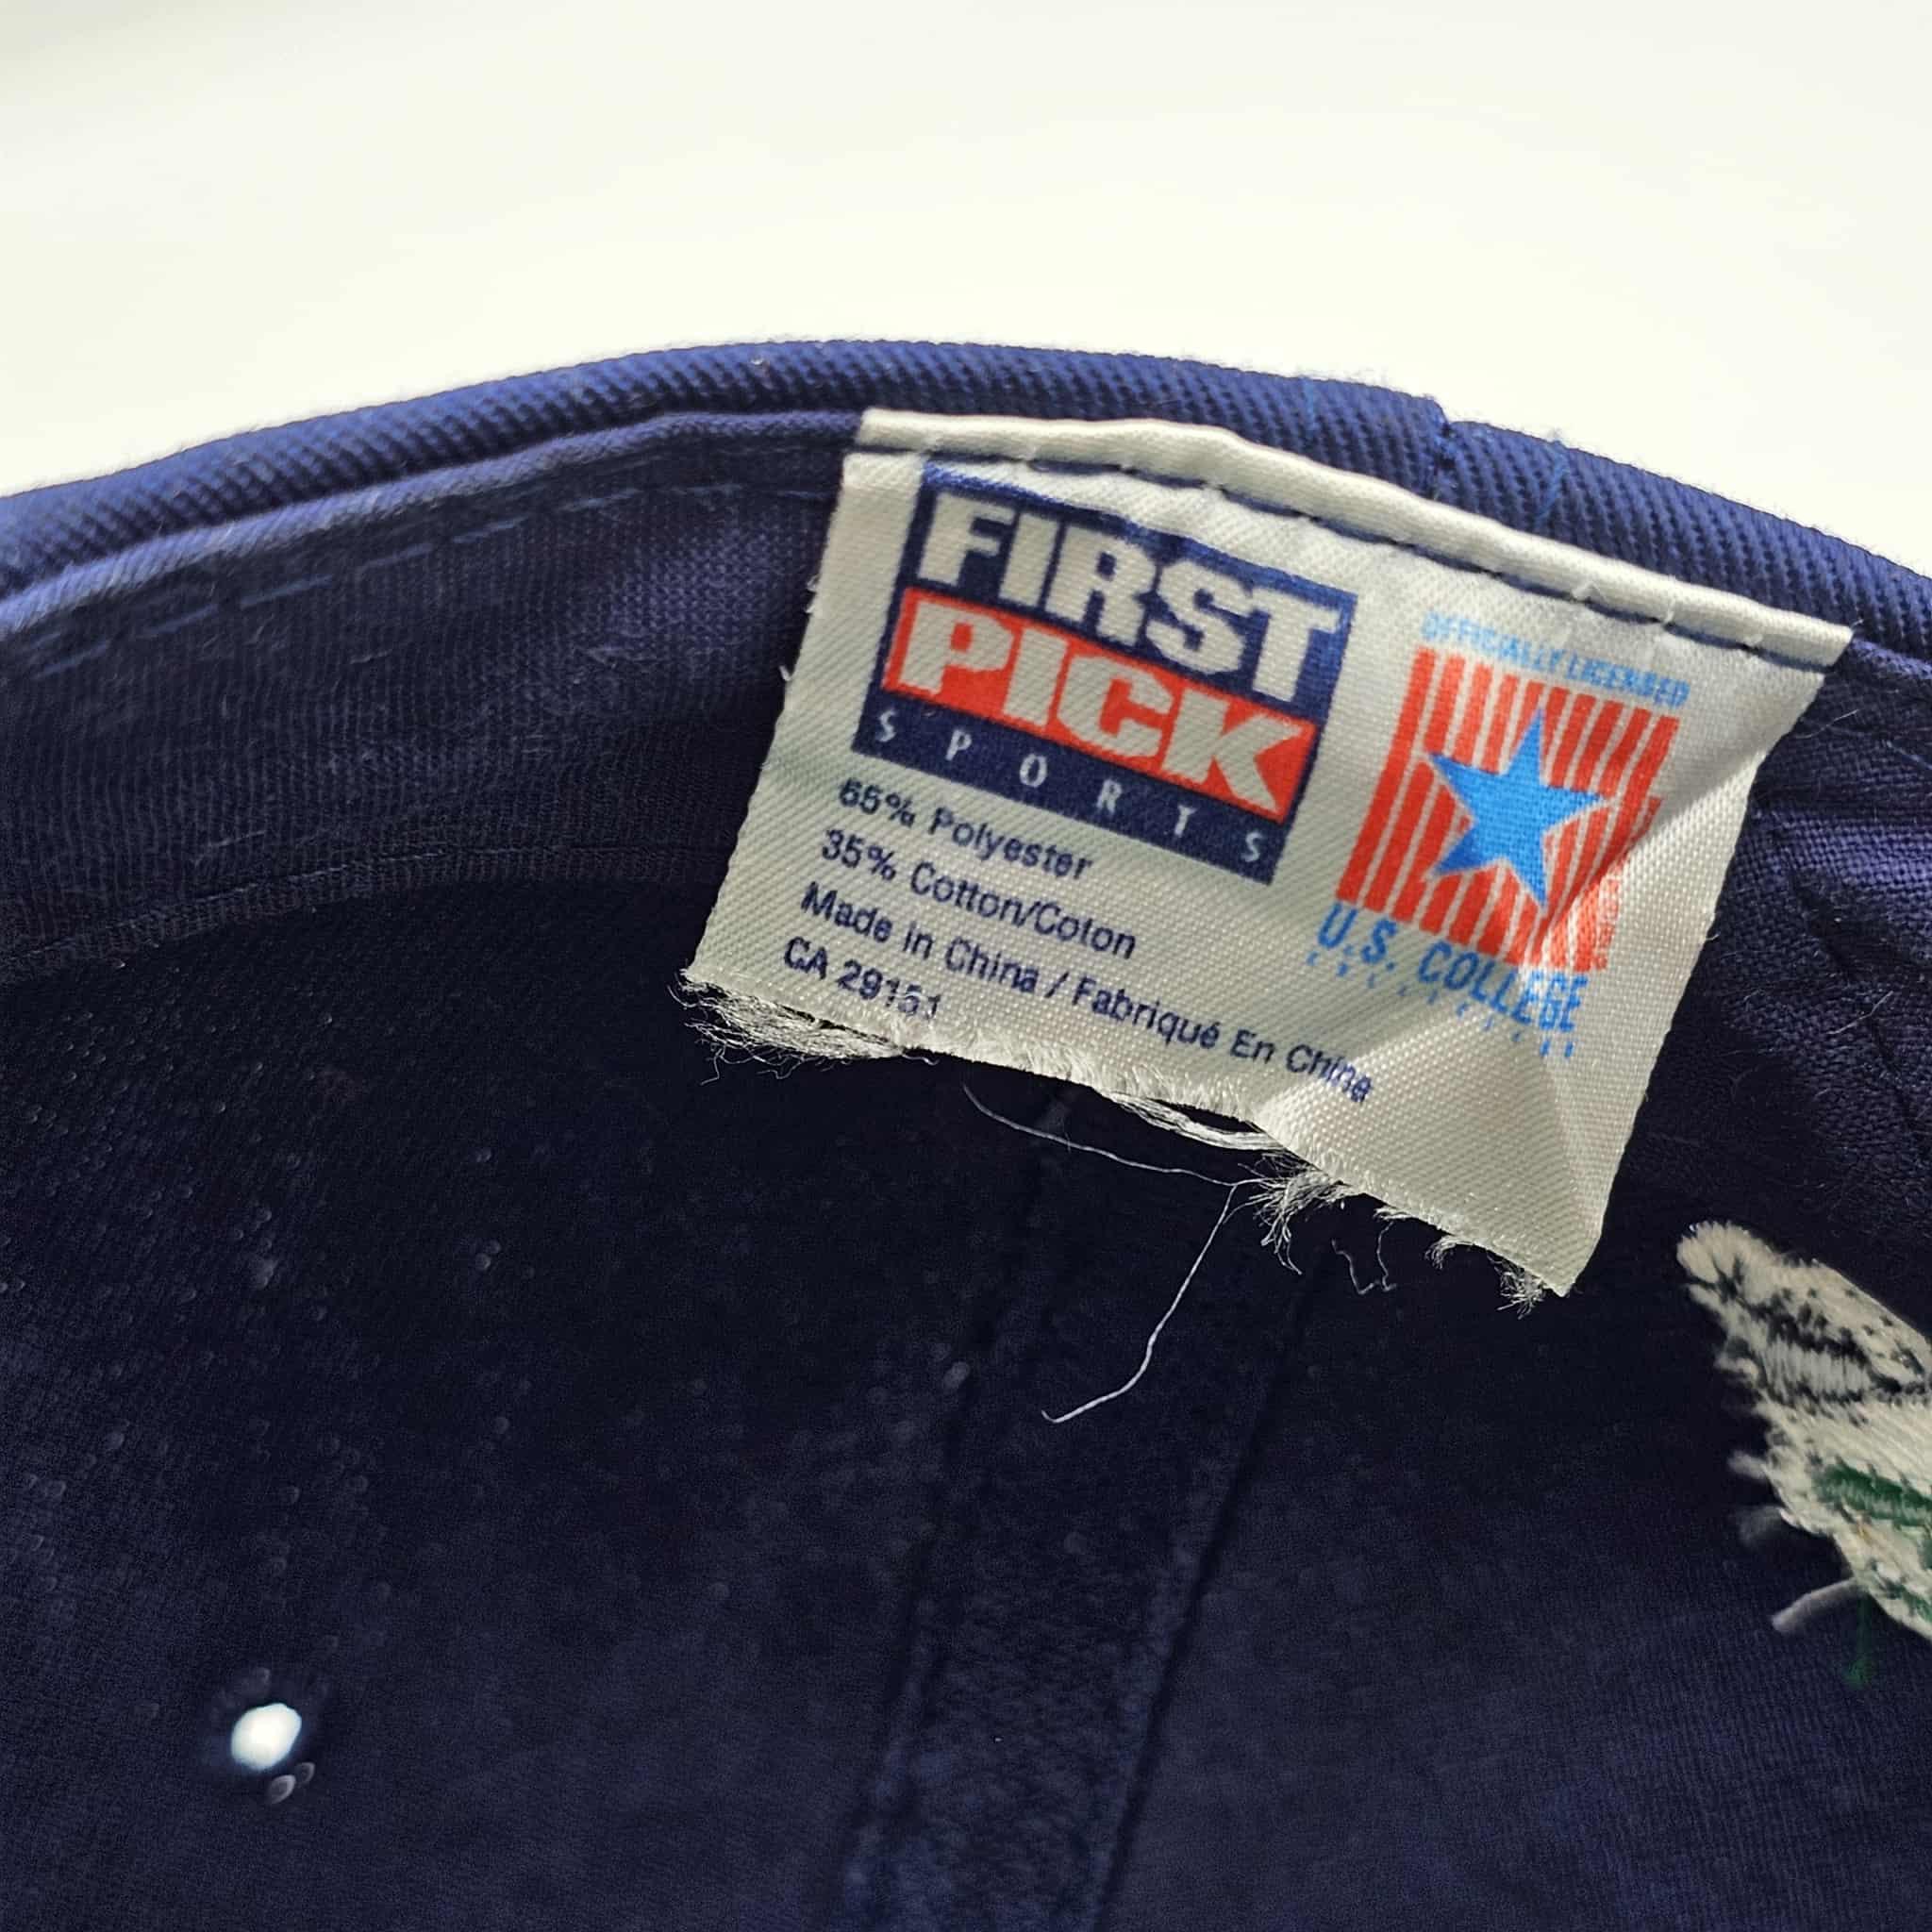 FIRST
PICK
SPORTS
65% Polyester
35% Cotton/Coton
Made in China / Fabriqué En Chine
CA 29151
OFFICIALLY LICENSED
U.S. COLLEGE